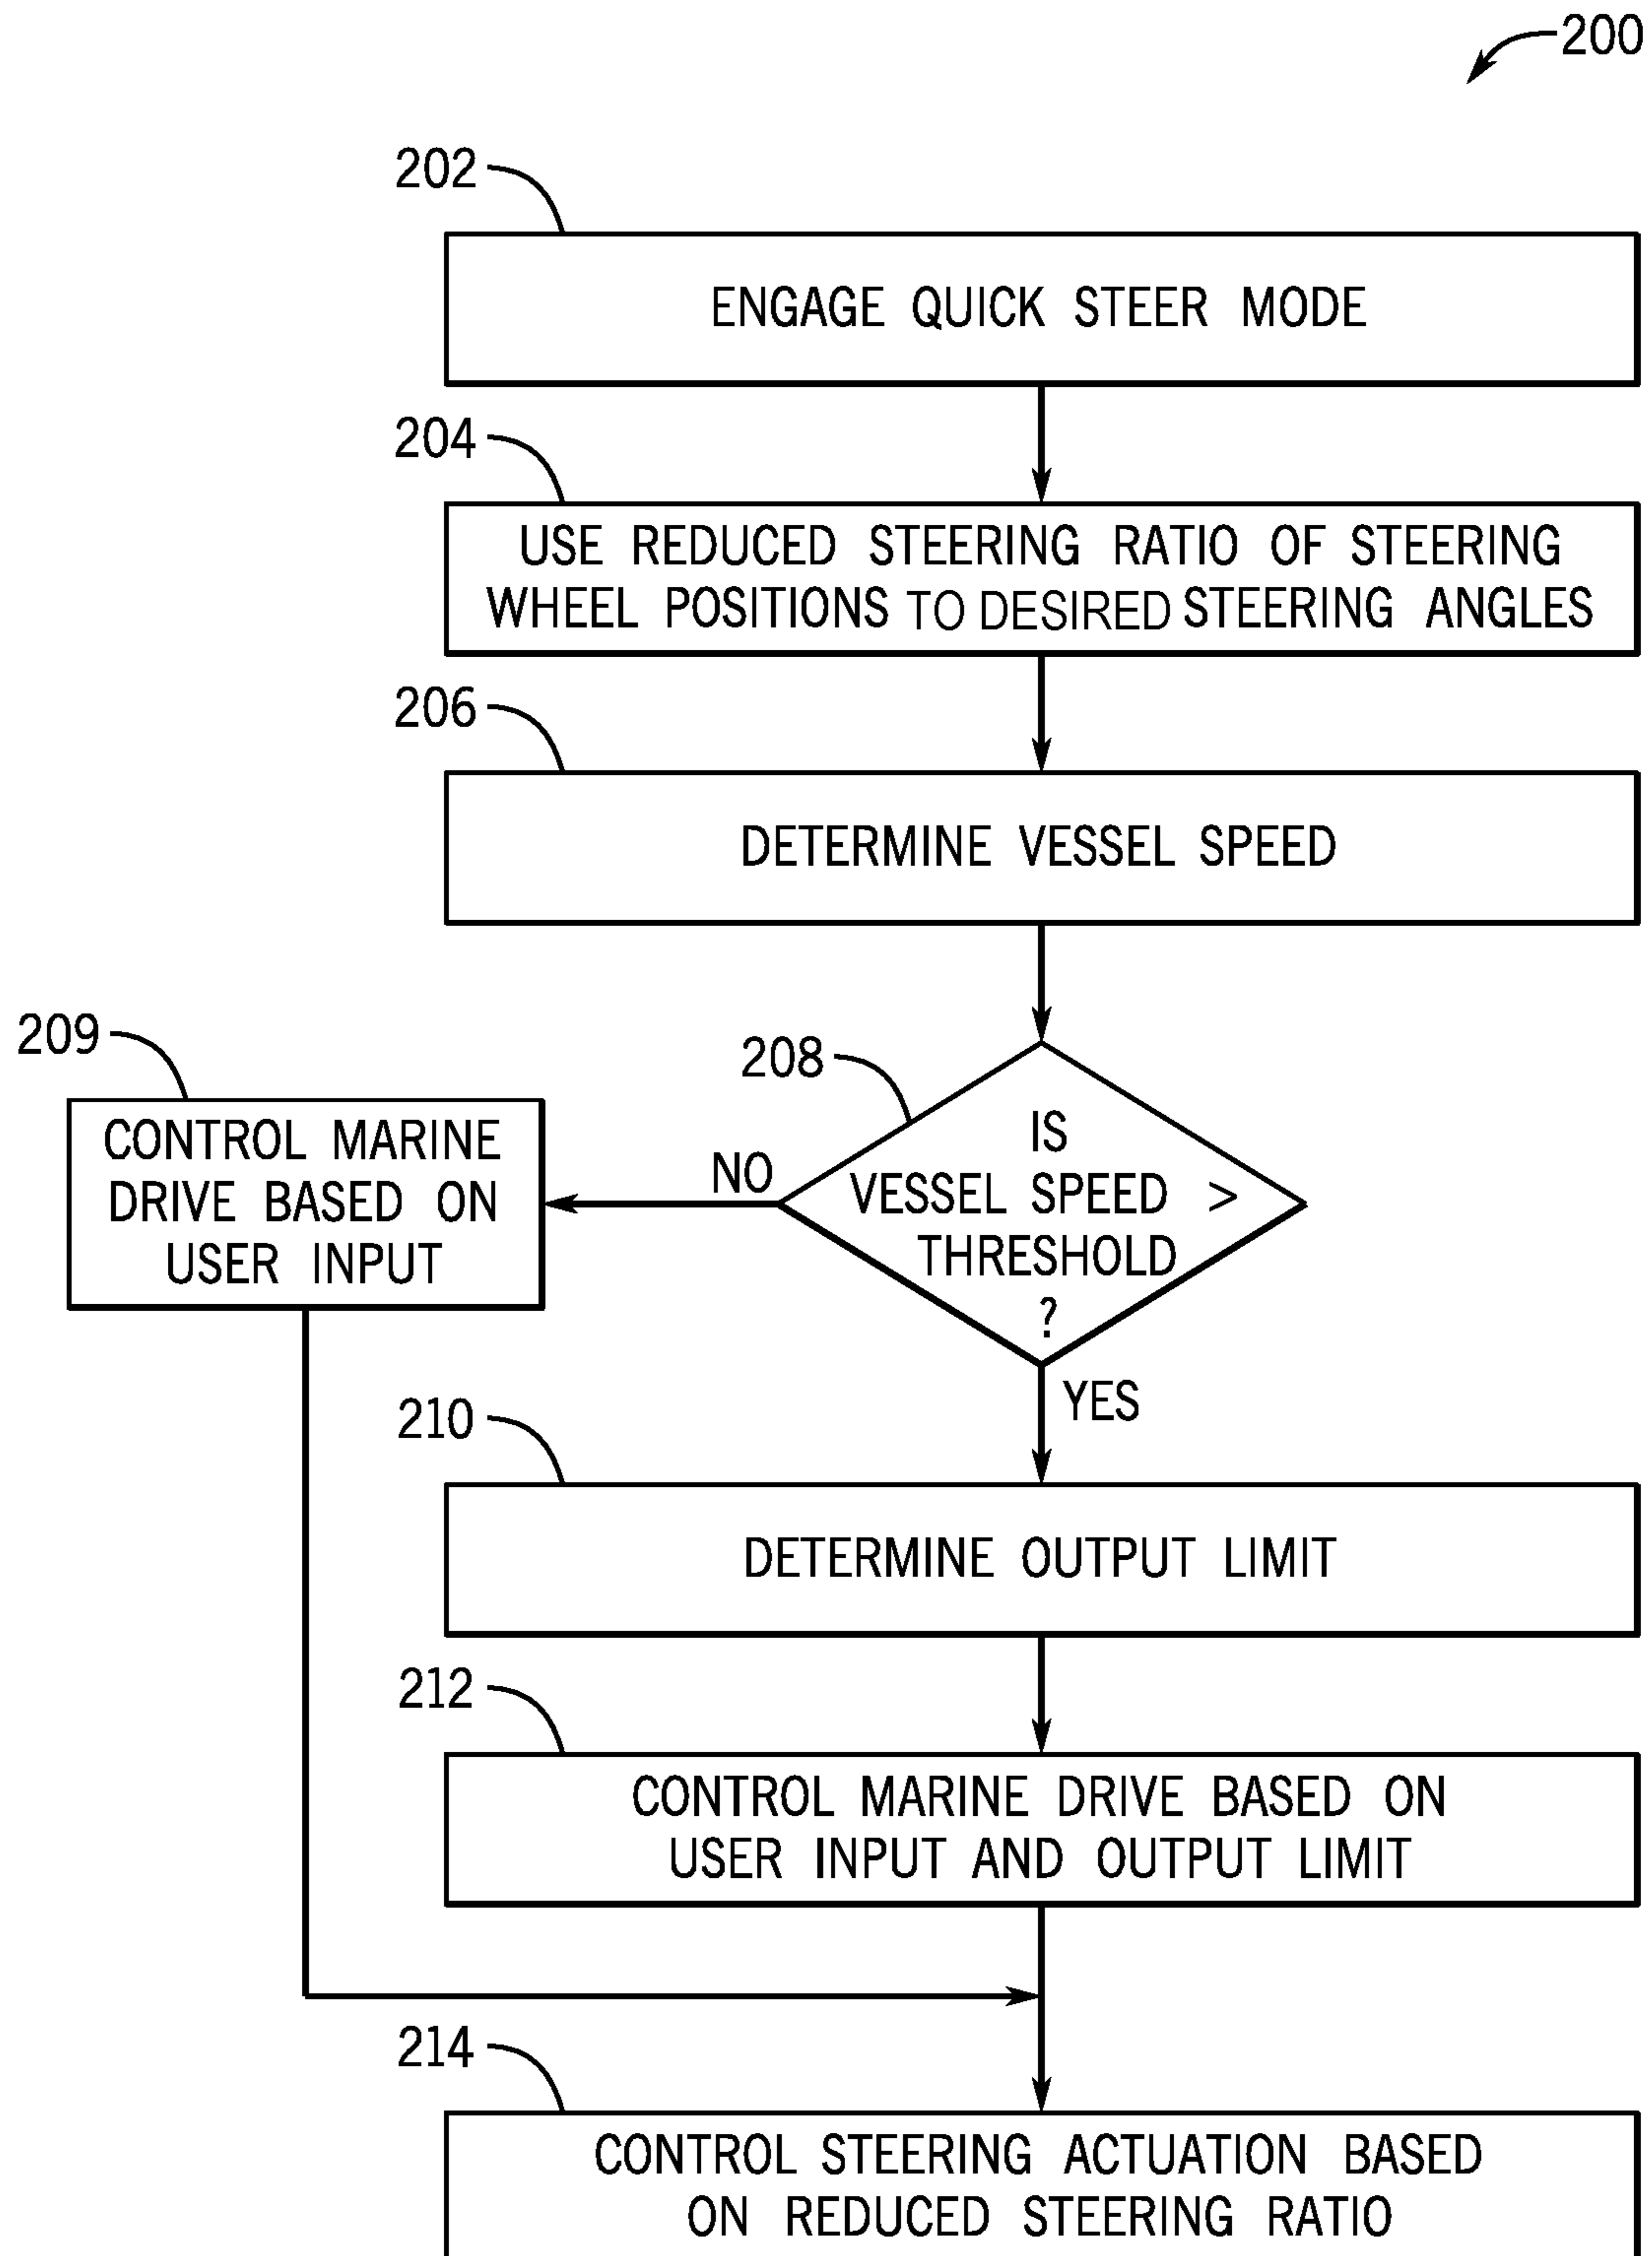 200
202
ENGAGE QUICK STEER MODE
204
USE REDUCED STEERING RATIO OF STEERING
WHEEL POSITIONS TO DESIRED STEERING ANGLES
206
DETERMINE VESSEL SPEED
209
CONTROL MARINE
DRIVE BASED ON
USER INPUT
NO
208
IS
VESSEL SPEED >
THRESHOLD
?
YES
210
DETERMINE OUTPUT LIMIT
212
CONTROL MARINE DRIVE BASED ON
USER INPUT AND OUTPUT LIMIT
214
CONTROL STEERING ACTUATION BASED
ON REDUCED STEERING RATIO